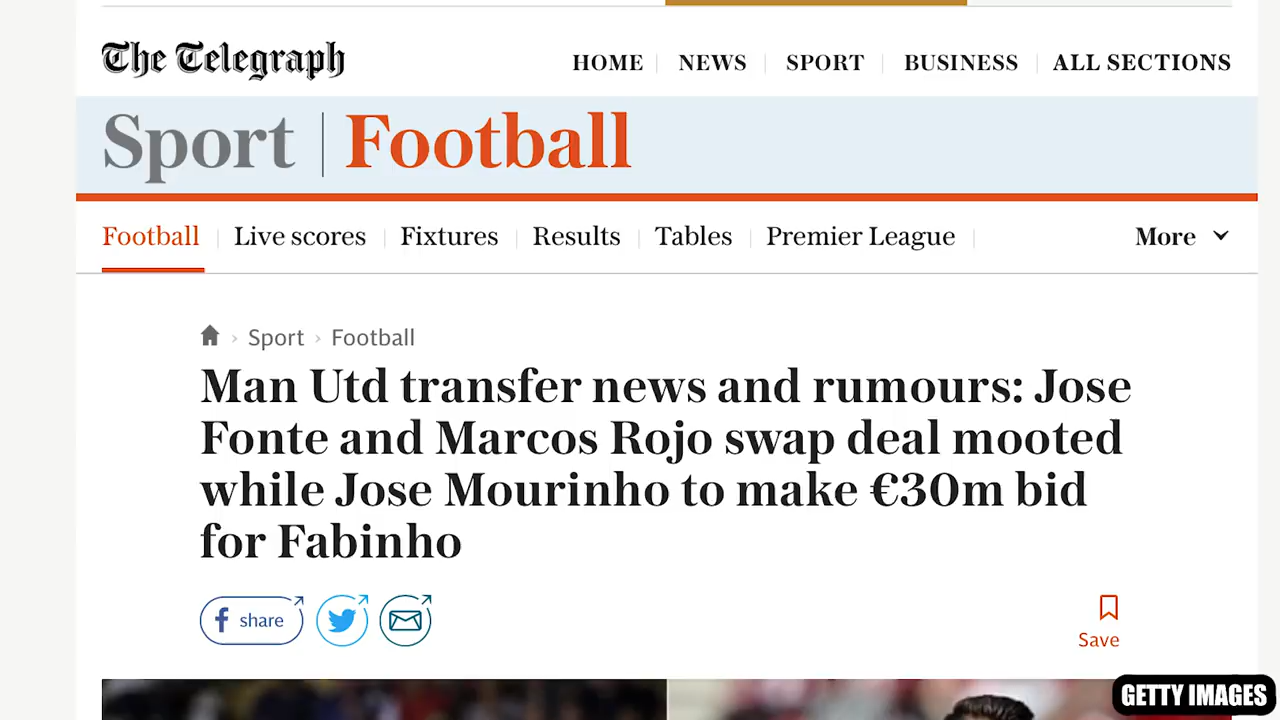 The Telegraph
HOME NEWS SPORT BUSINESS ALL SECTIONS
Sport Football
Football Live scores Fixtures Results Tables Premier League More
Sport Football
Man Utd transfer news and rumours: Jose
Fonte and Marcos Rojo swap deal mooted
while Jose Mourinho to make €30m bid
for Fabinho
share
Save
GETTY IMAGES